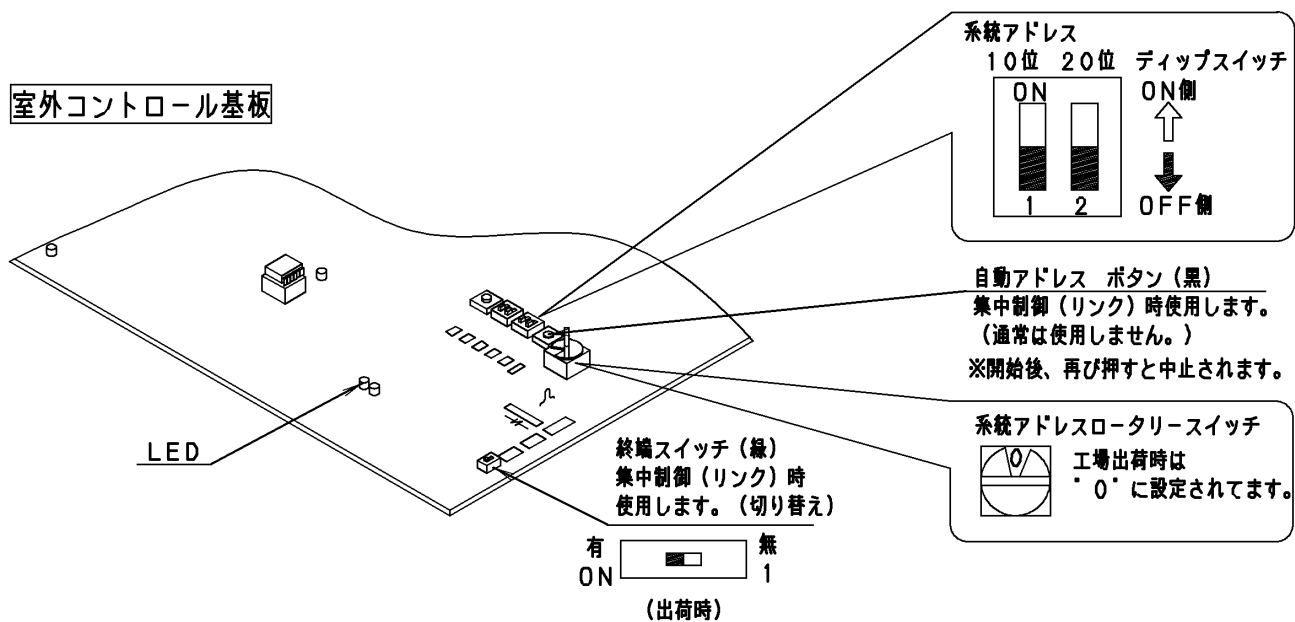 室外コントロール基板
系統アドレス
10位 20位 ディップスイッチ
ON ON側
1 2 OFF側
自動アドレス ボタン（黒）
集中制御（リンク）時使用します。
（通常は使用しません。）
※開始後、再び押すと中止されます。
系統アドレスロータリースイッチ
0 工場出荷時は
"0"に設定されてます。
LED
終端スイッチ（緑）
集中制御（リンク）時
使用します。（切り替え）
有 無
ON 1
（出荷時）